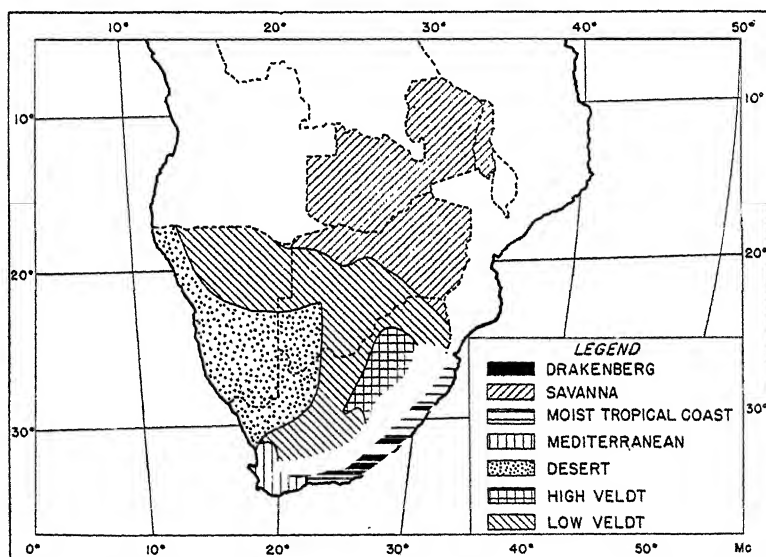 10° 20° 30° 50°
10° 10°
20° 20°
30° 30°
LEGEND
DRAKENBERG
SAVANNA
MOIST TROPICAL COAST
MEDITERRANEAN
DESERT
HIGH VELDT
LOW VELDT
0° 10° 20° 30° 40° 50° Mc